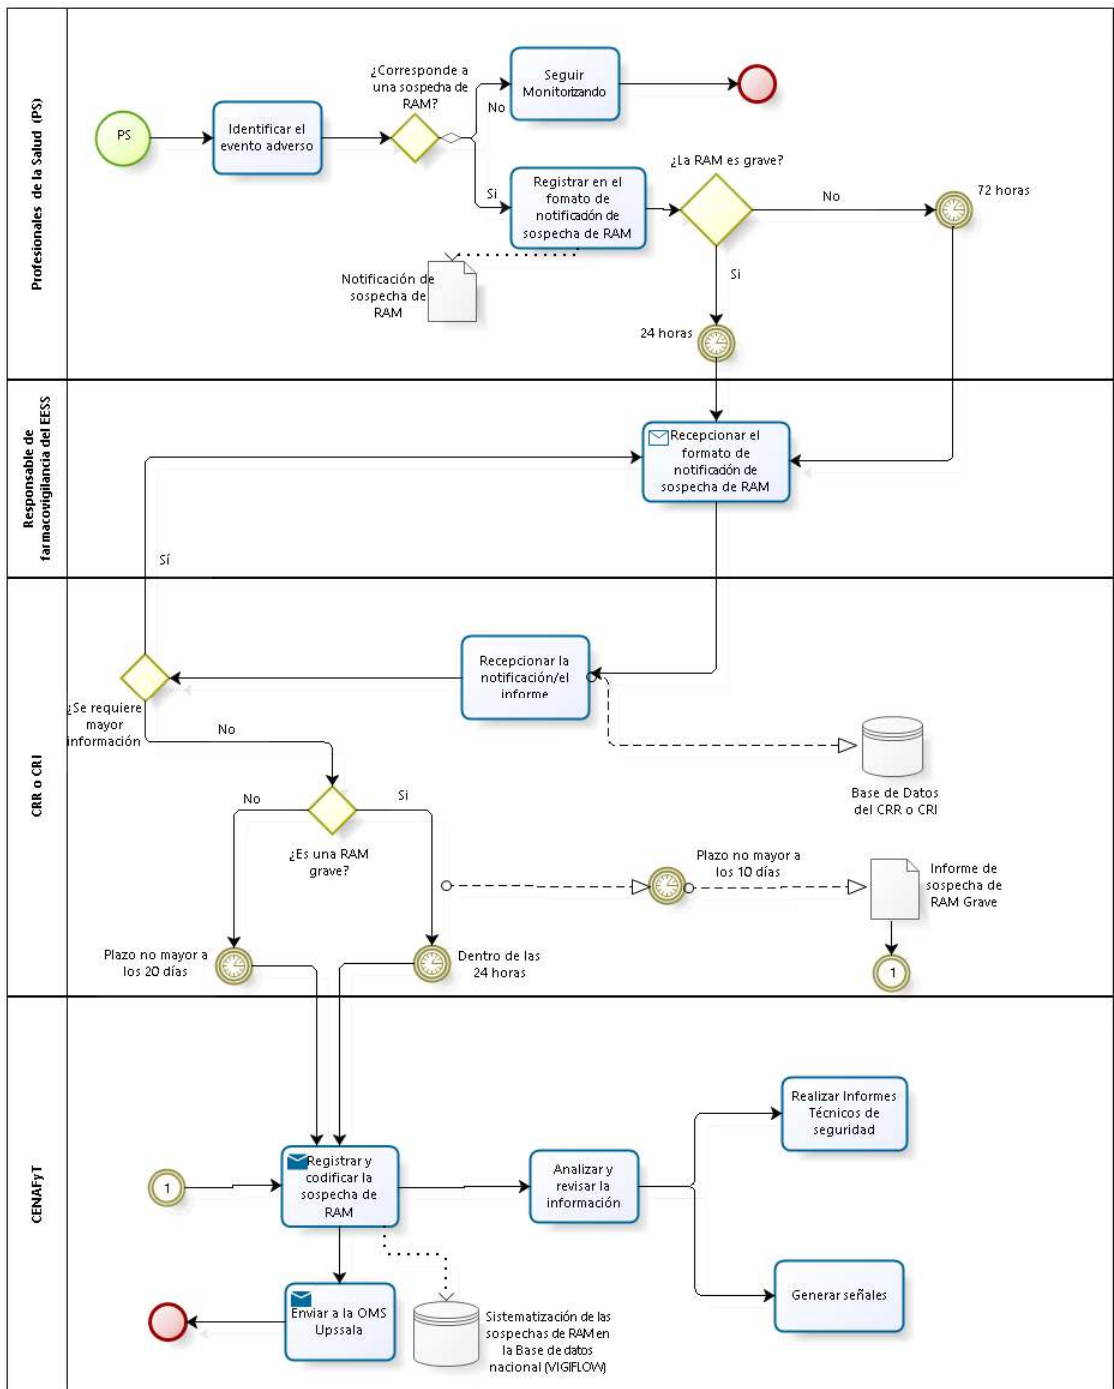 Profesionales de la Salud (PS)
PS
Identificar el
evento adverso
¿Corresponde a
una sospecha de
RAM?
No
Seguir
Monitorizando
Si
Registrar en el
fomato de
notificación de
sospecha de RAM
Notificación de
sospecha de
RAM
¿La RAM es grave?
No
72 horas
Si
24 horas
Responsable de
farmacovigilancia del EESS
Recepcionar el
formato de
notificación de
sospecha de RAM
Sí
CRR o CRI
Recepcionar la
notificación/el
informe
¿Se requiere
mayor
información
No
Base de Datos
del CRR o CRI
No
Si
¿Es una RAM
grave?
Plazo no mayor a
los 10 días
Informe de
sospecha de
RAM Grave
Plazo no mayor a
los 20 días
Dentro de las
24 horas
1
CENAFyT
1
Registrar y
codificar la
sospecha de
RAM
Analizar y
revisar la
información
Realizar Informes
Técnicos de
seguridad
Generar señales
Enviar a la OMS
Upssala
Sistematización de las
sospechas de RAM en
la Base de datos
nacional (VIGIFLOW)